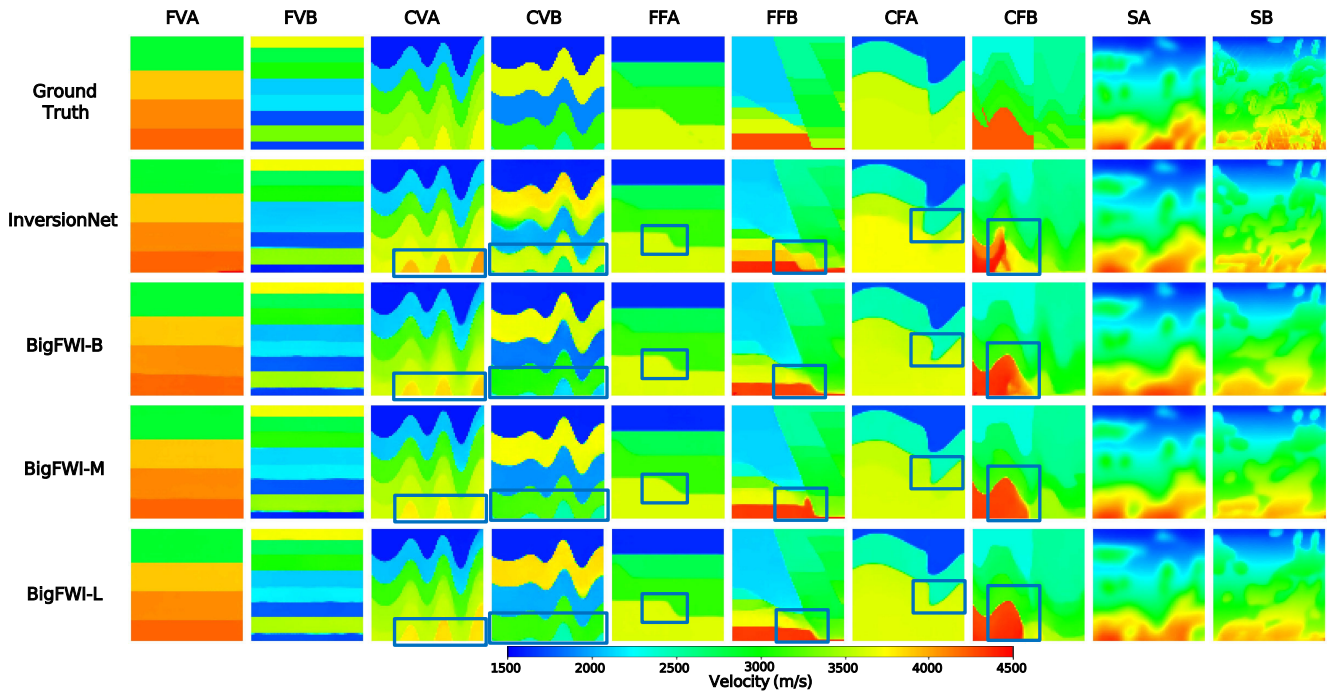 FVA FVB CVA CVB FFA FFB CFA CFB SA SB
Ground
Truth
InversionNet
BigFWI-B
BigFWI-M
BigFWI-L
1500 2000 2500 3000 3500 4000 4500
Velocity (m/s)